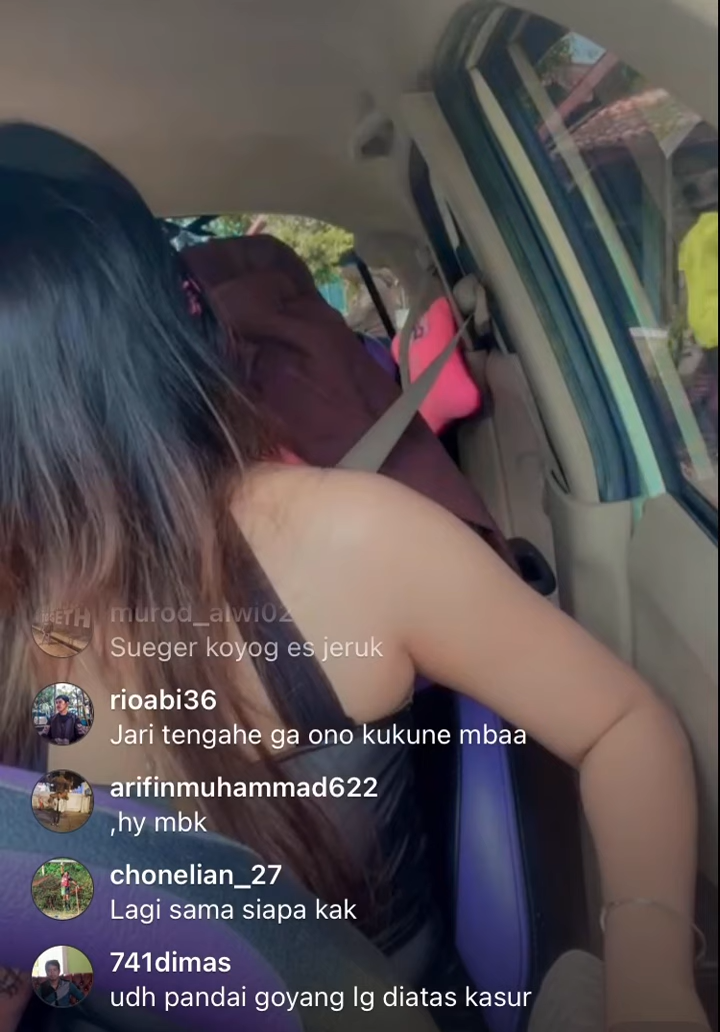 murod_alwi02
Sueger koyog es jeruk
rioabi36
Jari tengahe ga ono kukune mbaa
arifinmuhammad622
,hy mbk
chonelian_27
Lagi sama siapa kak
741dimas
udh pandai goyang lg diatas kasur